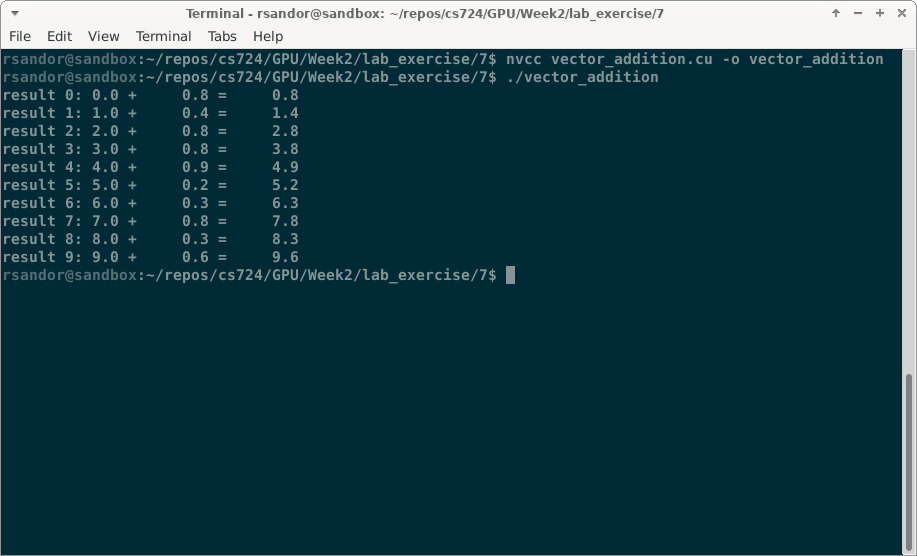 Terminal - rsandor@sandbox: ~/repos/cs724/GPU/Week2/lab_exercise/7
File Edit View Terminal Tabs Help
rsandor@sandbox:~/repos/cs724/GPU/Week2/lab_exercise/7$ nvcc vector_addition.cu -o vector_addition
rsandor@sandbox:~/repos/cs724/GPU/Week2/lab_exercise/7$ ./vector_addition
result 0: 0.0 +     0.8 =     0.8
result 1: 1.0 +     0.4 =     1.4
result 2: 2.0 +     0.8 =     2.8
result 3: 3.0 +     0.8 =     3.8
result 4: 4.0 +     0.9 =     4.9
result 5: 5.0 +     0.2 =     5.2
result 6: 6.0 +     0.3 =     6.3
result 7: 7.0 +     0.8 =     7.8
result 8: 8.0 +     0.3 =     8.3
result 9: 9.0 +     0.6 =     9.6
rsandor@sandbox:~/repos/cs724/GPU/Week2/lab_exercise/7$